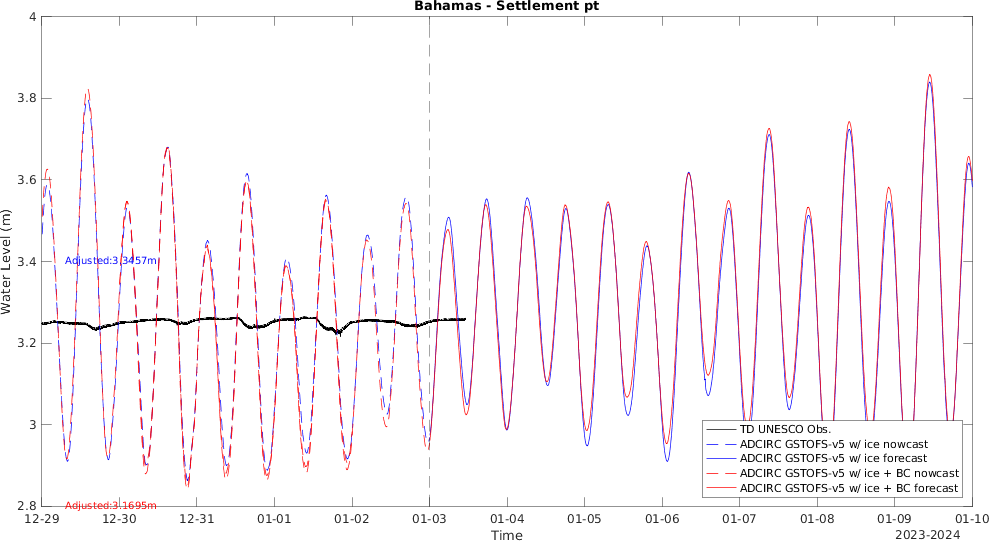 Bahamas - Settlement pt
Water Level (m)
4
3.8
3.6
3.4
3.2
3
2.8
Adjusted:3.3457m
Adjusted:3.1695m
TD UNESCO Obs.
ADCIRC GSTOFS-v5 w/ ice nowcast
ADCIRC GSTOFS-v5 w/ ice forecast
ADCIRC GSTOFS-v5 w/ ice + BC nowcast
ADCIRC GSTOFS-v5 w/ ice + BC forecast
12-29 12-30 12-31 01-01 01-02 01-03 01-04 01-05 01-06 01-07 01-08 01-09 01-10
Time
2023-2024